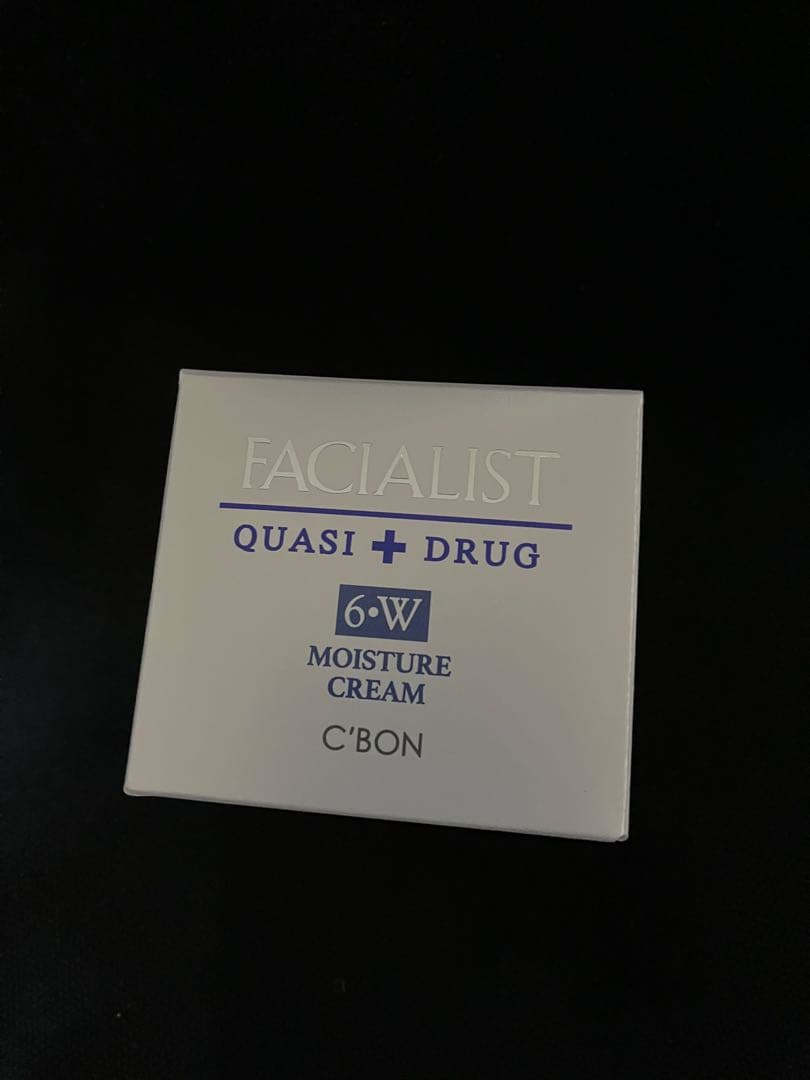 FACIALIST
QUASI + DRUG
6•W
MOISTURE
CREAM
C'BON